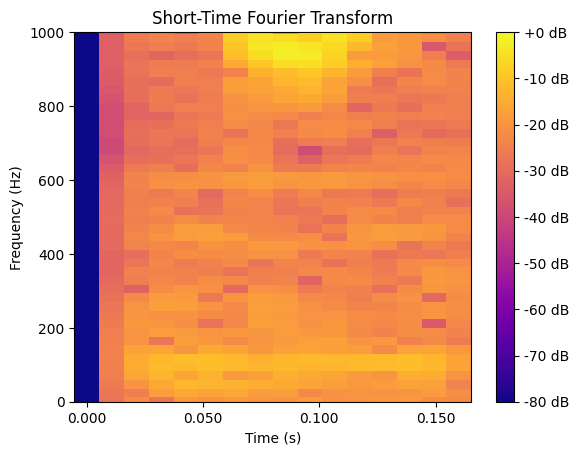 Short-Time Fourier Transform
Frequency (Hz)
1000
800
600
400
200
0
0.000
0.050
0.100
0.150
Time (s)
+0 dB
-10 dB
-20 dB
-30 dB
-40 dB
-50 dB
-60 dB
-70 dB
-80 dB